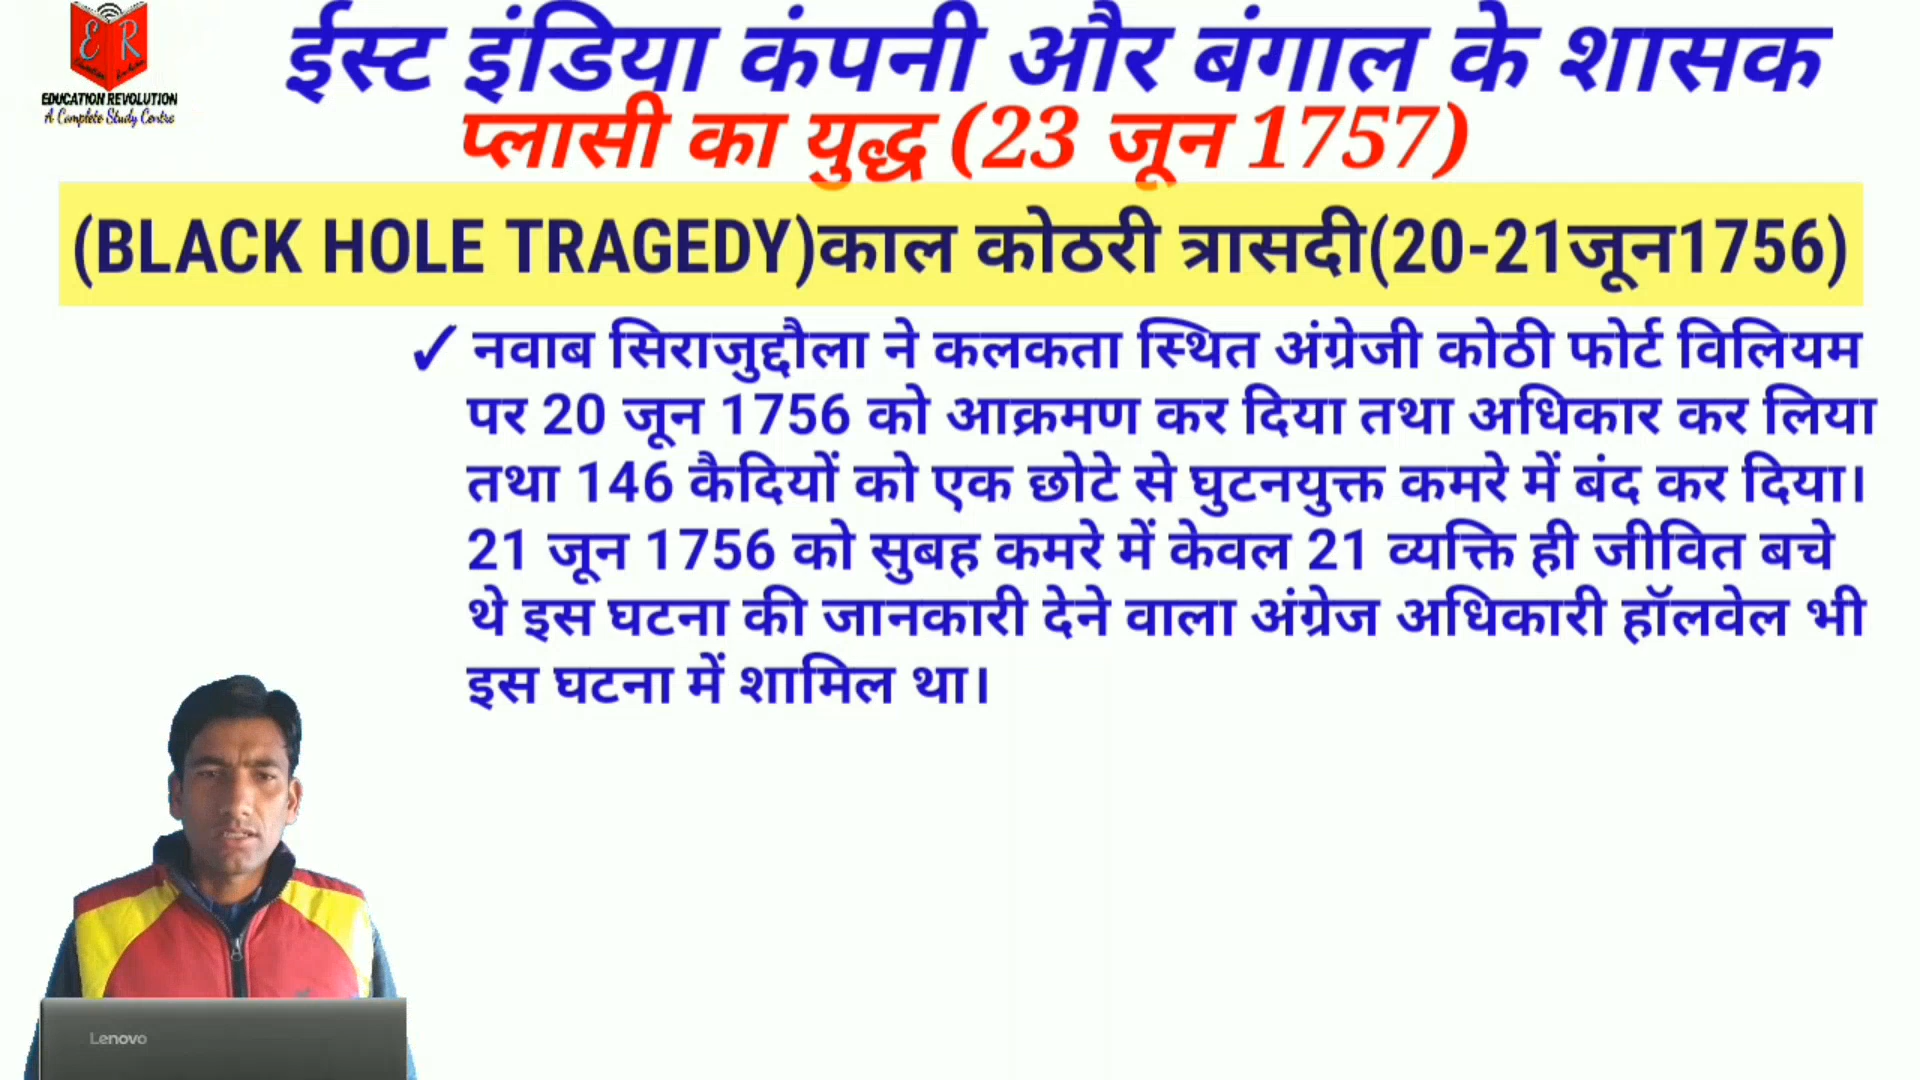 E R
EDUCATION REVOLUTION
A Complete Study Centre
ईस्ट इंडिया कंपनी और बंगाल के शासक
प्लासी का युद्ध (23 जून 1757)
(BLACK HOLE TRAGEDY)काल कोठरी त्रासदी(20-21जून1756)
✓ नवाब सिराजुद्दौला ने कलकता स्थित अंग्रेजी कोठी फोर्ट विलियम
पर 20 जून 1756 को आक्रमण कर दिया तथा अधिकार कर लिया
तथा 146 कैदियों को एक छोटे से घुटनयुक्त कमरे में बंद कर दिया।
21 जून 1756 को सुबह कमरे में केवल 21 व्यक्ति ही जीवित बचे
थे इस घटना की जानकारी देने वाला अंग्रेज अधिकारी हॉलवेल भी
इस घटना में शामिल था।
Lenovo